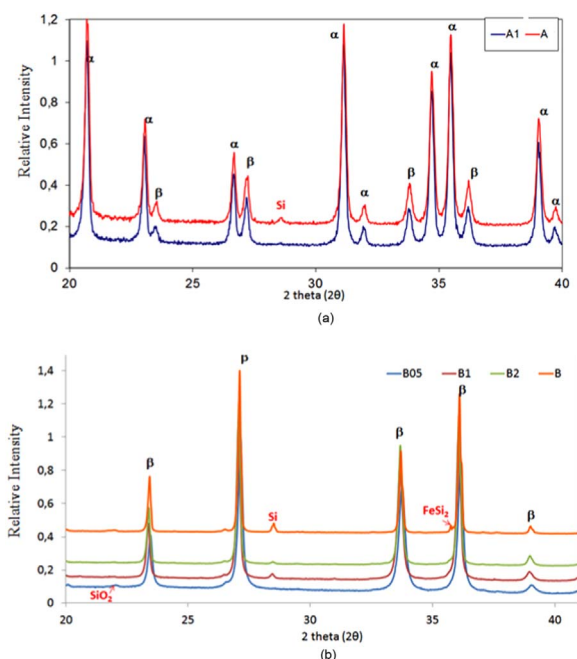 1,2
α α β α β Si α α β α α β α α
A1 A
1
0,8
0,6
0,4
0,2
0
Relative Intensity
20 25 30 35 40
2 theta (2θ)
(a)
1,4
1,2
1
0,8
0,6
0,4
0,2
0
Relative Intensity
B05 B1 B2 B
β p Si β FeSi₂ β β
SiO₂
20 25 30 35 40
2 theta (2θ)
(b)